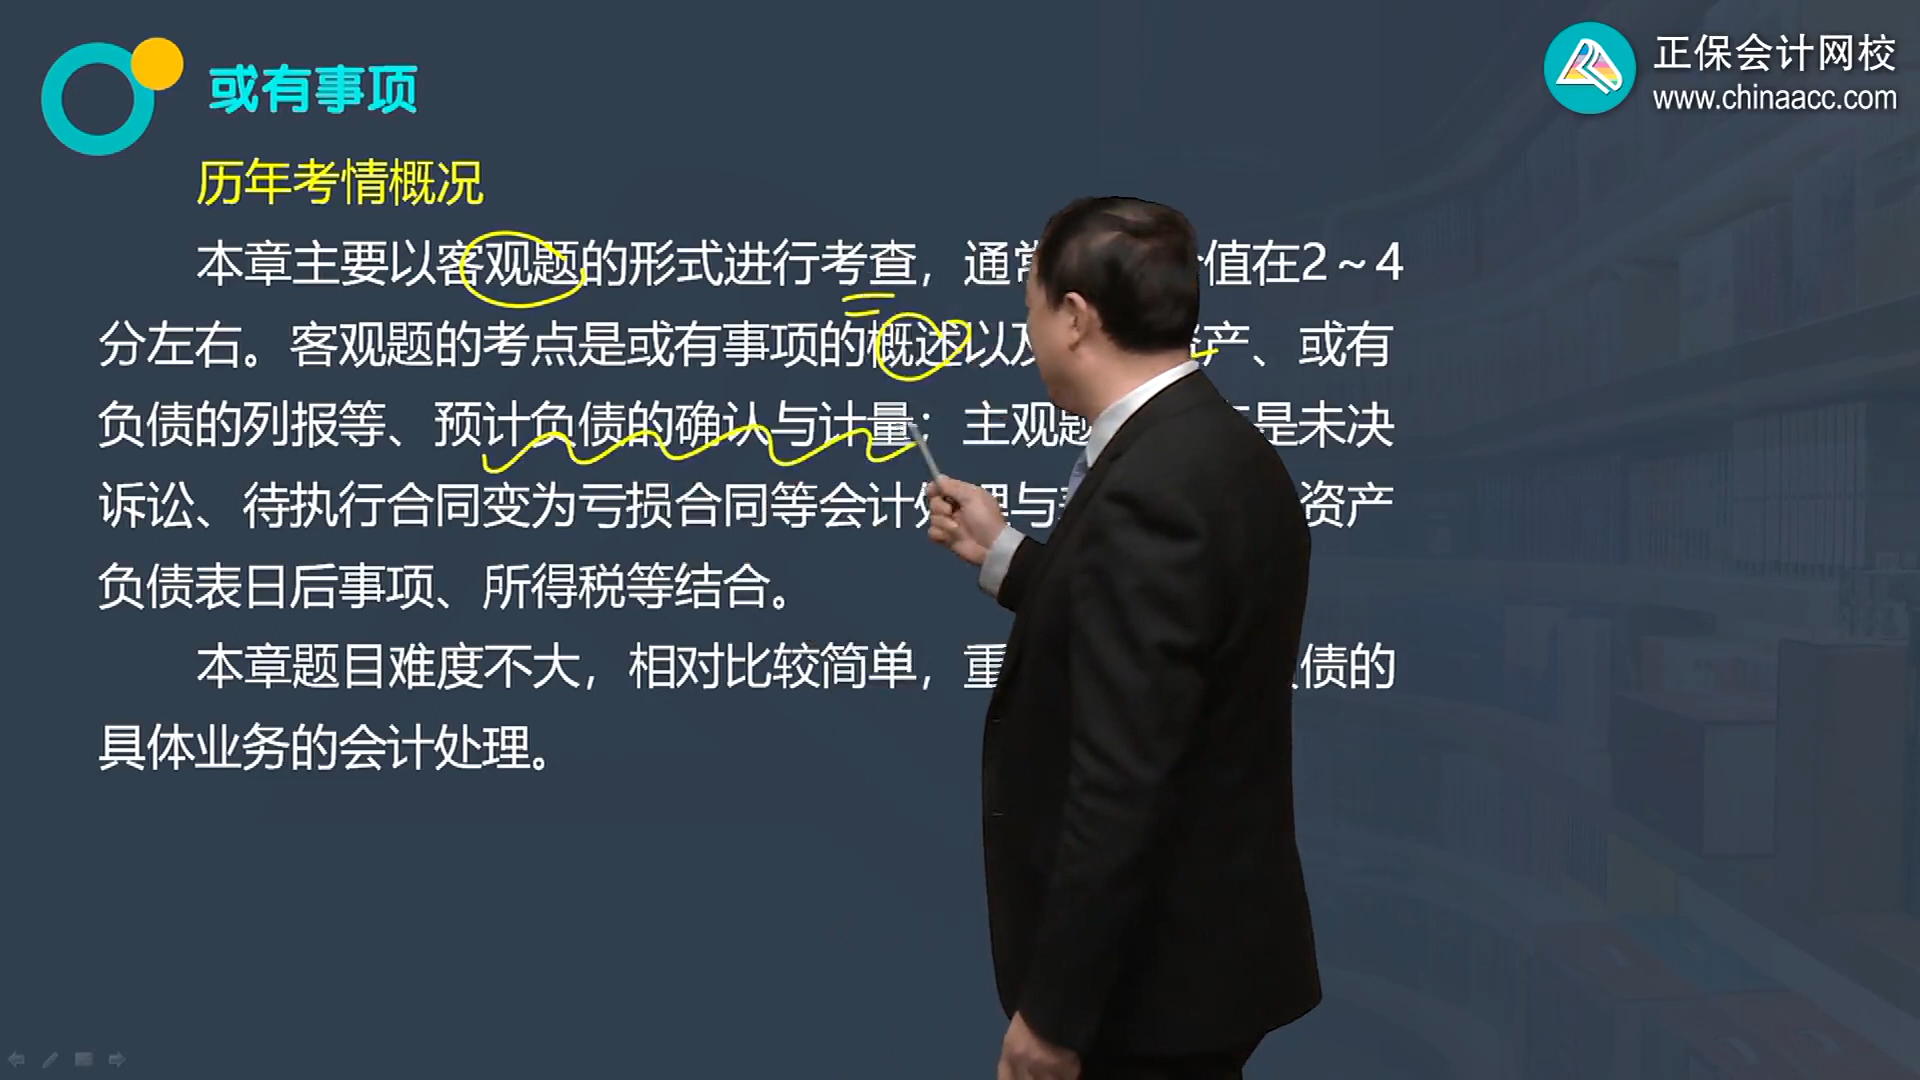 或有事项
正保会计网校
www.chinaacc.com
历年考情概况
本章主要以客观题的形式进行考查，通常 值在2～4
分左右。客观题的考点是或有事项的概述以及 资产、或有
负债的列报等、预计负债的确认与计量；主观题 是未决
诉讼、待执行合同变为亏损合同等会计处理与 资产
负债表日后事项、所得税等结合。
本章题目难度不大，相对比较简单，重 债的
具体业务的会计处理。